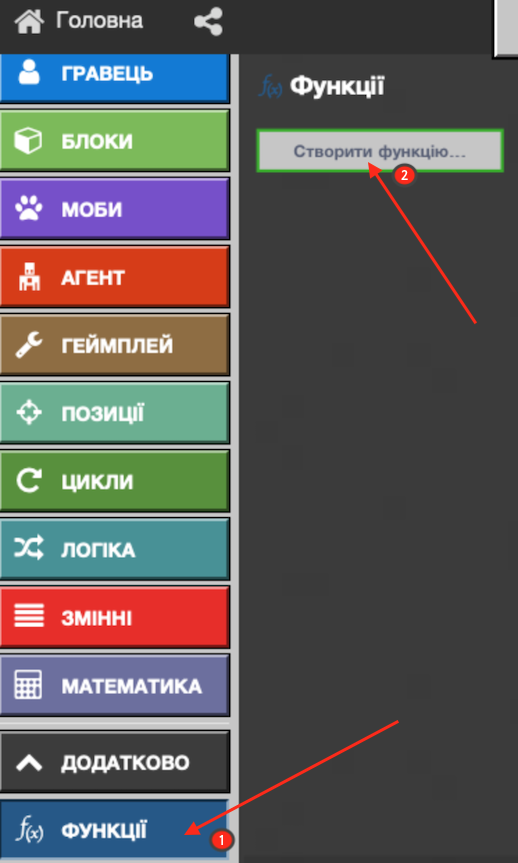 Головна
ГРАВЕЦЬ
БЛОКИ
МОБИ
АГЕНТ
ГЕЙМПЛЕЙ
ПОЗИЦІЇ
ЦИКЛИ
ЛОГІКА
ЗМІННІ
МАТЕМАТИКА
ДОДАТКОВО
f(x) ФУНКЦІЇ
1
f(x) Функції
Створити функцію...
2